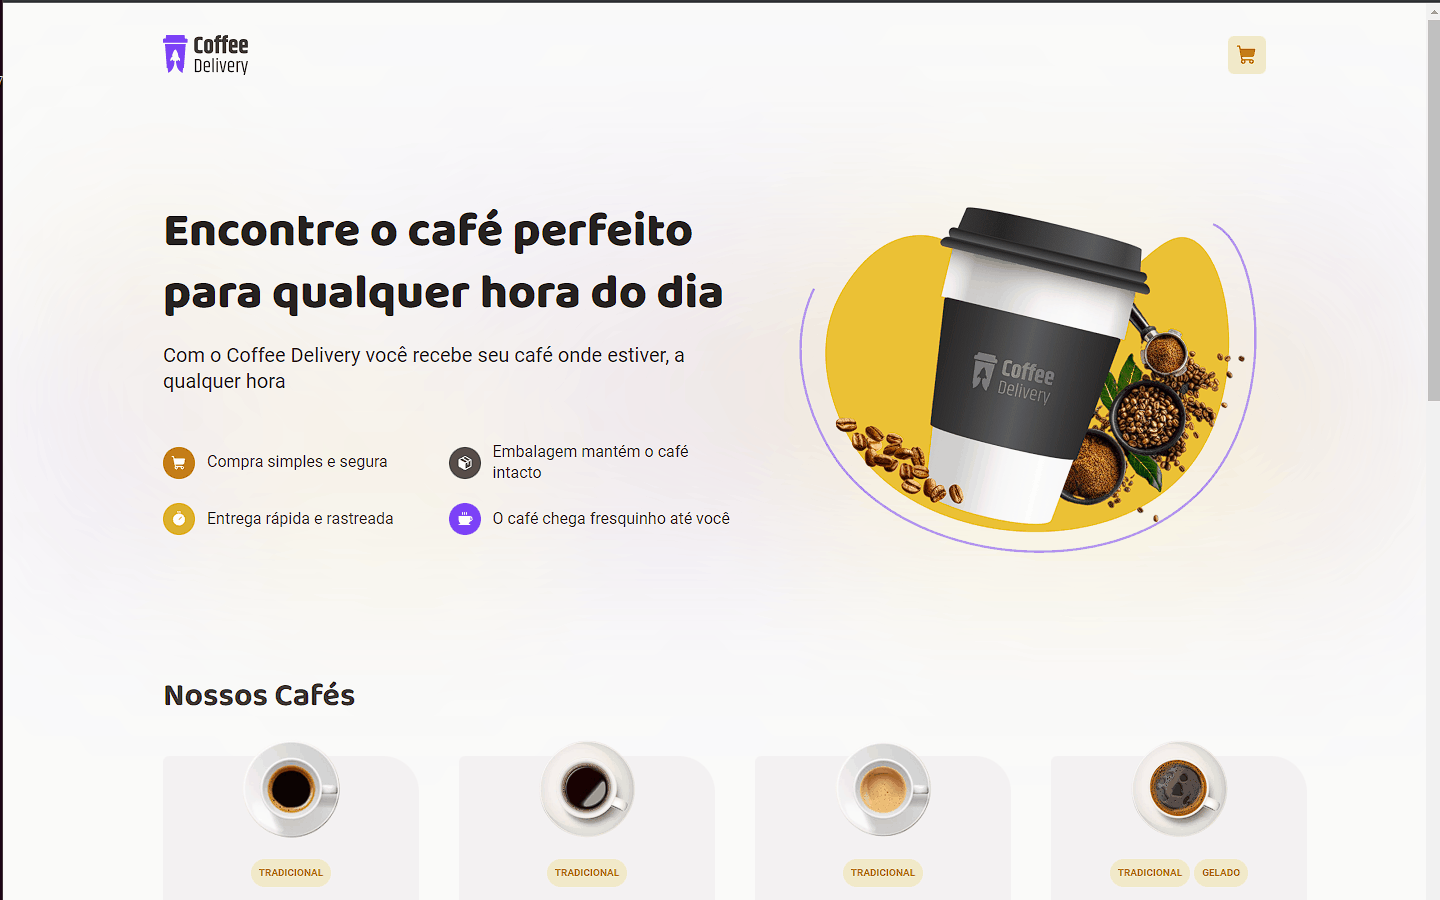 Coffee
Delivery
Encontre o café perfeito
para qualquer hora do dia
Com o Coffee Delivery você recebe seu café onde estiver, a
qualquer hora
Compra simples e segura
Embalagem mantém o café
intacto
Entrega rápida e rastreada
O café chega fresquinho até você
Coffee
Delivery
Nossos Cafés
TRADICIONAL
TRADICIONAL
TRADICIONAL
TRADICIONAL GELADO